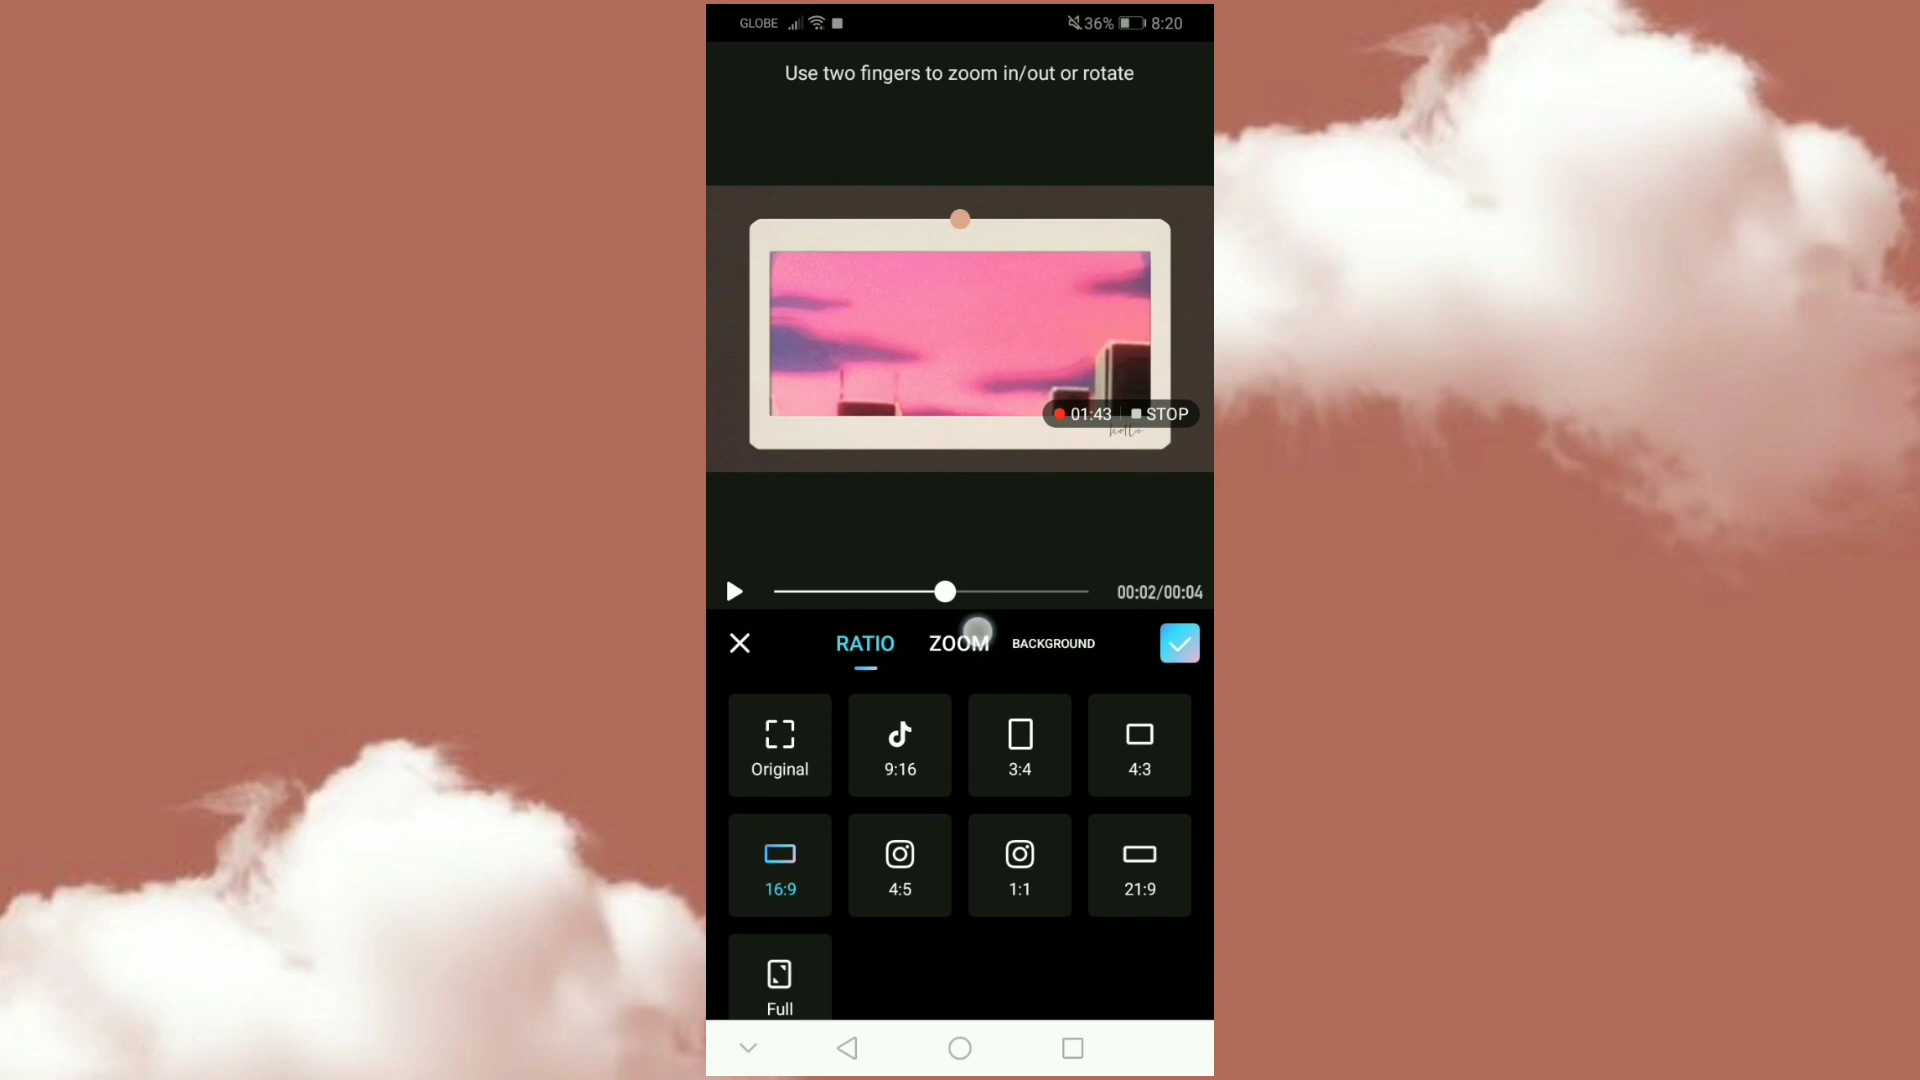 GLOBE 36% 8:20
Use two fingers to zoom in/out or rotate
01:43 STOP
hello
00:02/00:04
RATIO ZOOM BACKGROUND
Original 9:16 3:4 4:3
16:9 4:5 1:1 21:9
Full